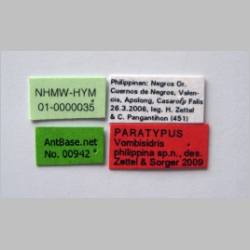 NHMW-HYM
01-0000035
Philippinen: Negros Or.
Cuernos de Negros, Valen-
cia, Apolong, Casaroro Falls
26.3.2006, leg. H. Zettel
& C. Pangantihon (451)
AntBase.net
No. 00942
PARATYPUS
Vombisidris
philippina sp.n., des.
Zettel & Sorger 2009